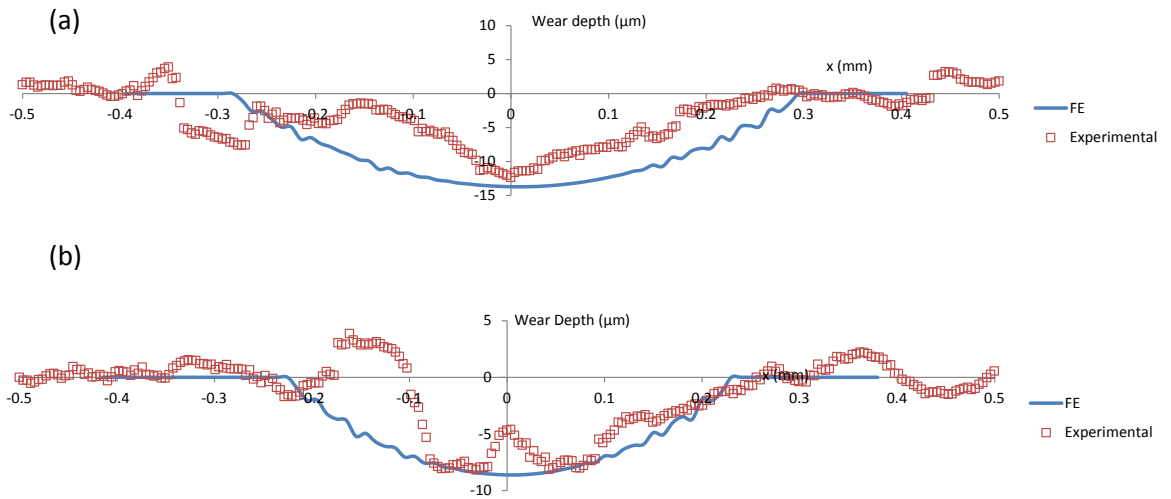 (a)
Wear depth (µm)
10
5
x (mm)
0
-0.5 -0.4 -0.3 -0.2 -0.1 0 0.1 0.2 0.3 0.4 0.5
-5
-10
-15
FE
Experimental
(b)
Wear Depth (µm)
5
x (mm)
0
-0.5 -0.4 -0.3 -0.2 -0.1 0 0.1 0.2 0.3 0.4 0.5
-5
-10
FE
Experimental